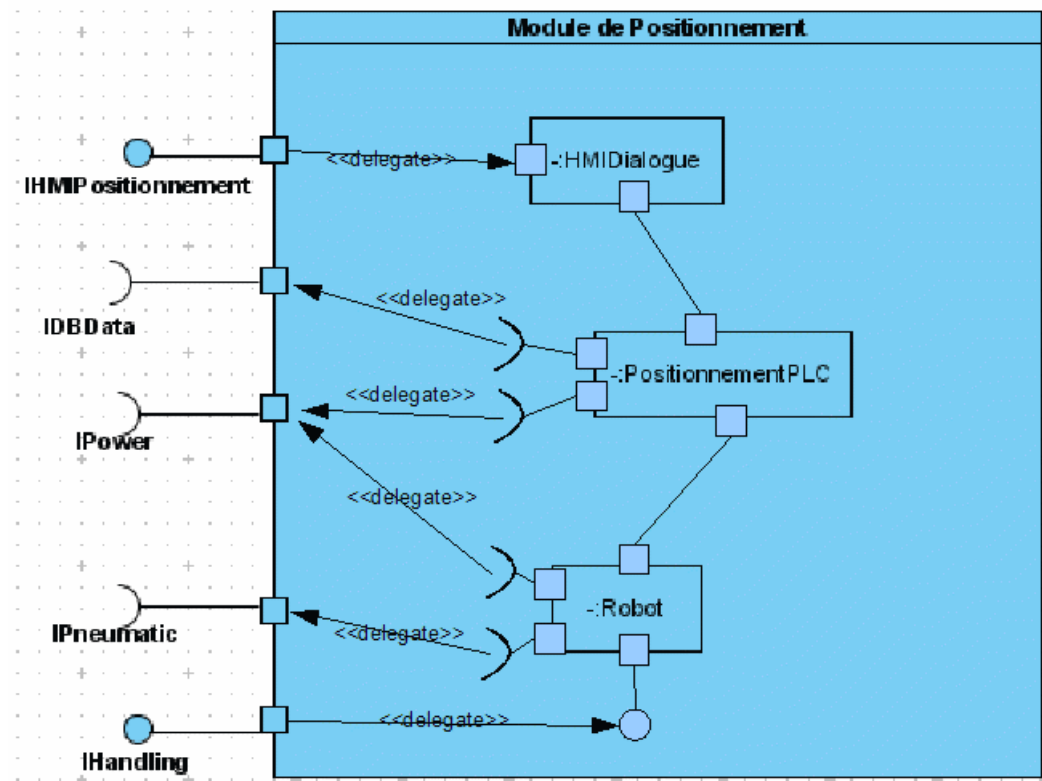 Module de Positionnement
<<delegate>>
-:HMIDialogue
IHMIPositionnement
<<delegate>>
IDBData
-:PositionnementPLC
<<delegate>>
IPower
<<delegate>>
-:Robot
IPneumatic
<<delegate>>
<<delegate>>
IHandling